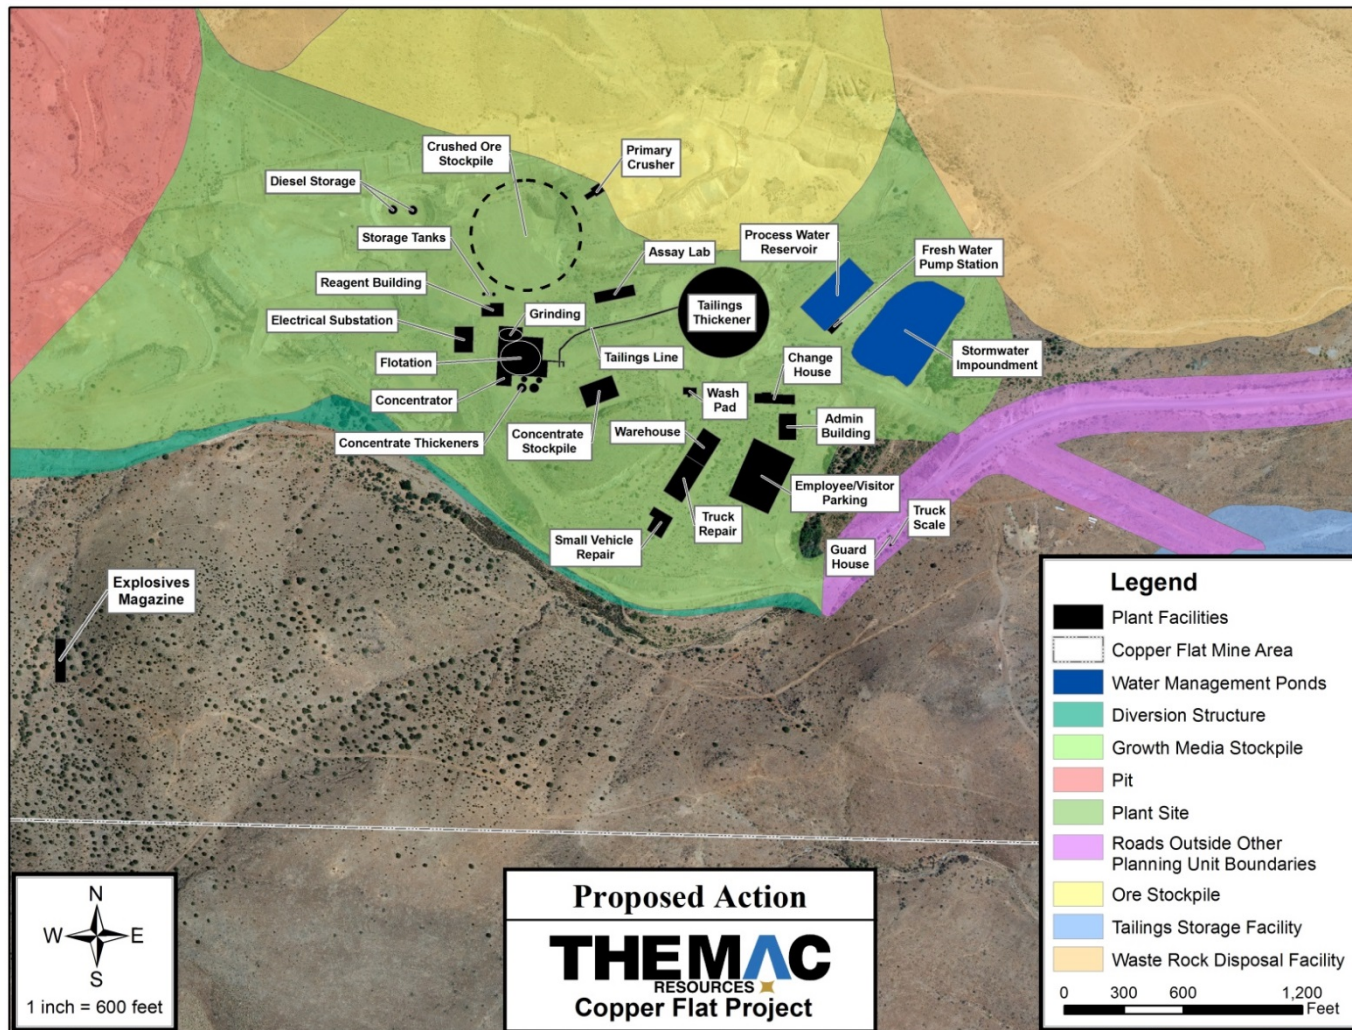 Crushed Ore
Stockpile
Primary
Crusher
Diesel Storage
Storage Tanks
Process Water
Reservoir
Fresh Water
Pump Station
Assay Lab
Reagent Building
Grinding
Tailings
Thickener
Electrical Substation
Flotation
Tailings Line
Stormwater
Impoundment
Change
House
Concentrator
Wash
Pad
Concentrate Thickeners
Concentrate
Stockpile
Warehouse
Admin
Building
Employee/Visitor
Parking
Truck
Repair
Small Vehicle
Repair
Truck
Scale
Guard
House
Explosives
Magazine
Legend
Plant Facilities
Copper Flat Mine Area
Water Management Ponds
Diversion Structure
Growth Media Stockpile
Pit
Plant Site
Roads Outside Other
Planning Unit Boundaries
Ore Stockpile
Tailings Storage Facility
Waste Rock Disposal Facility
0 300 600 1,200
Feet
N
W E
S
1 inch = 600 feet
Proposed Action
THEMAC
RESOURCES
Copper Flat Project